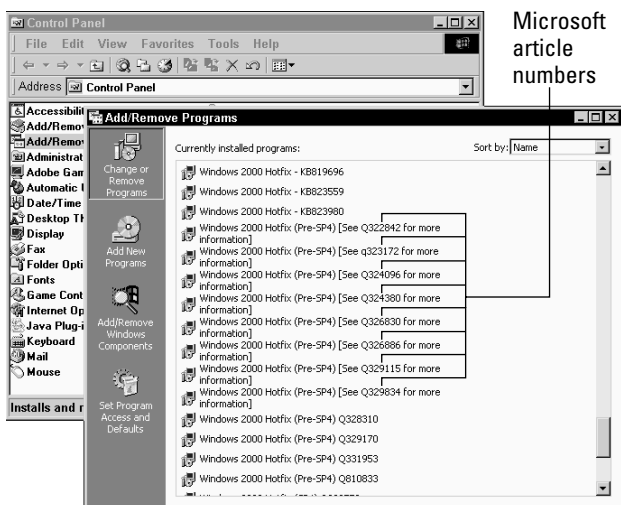 Control Panel
File Edit View Favorites Tools Help
Address Control Panel
Microsoft
article
numbers
Accessibili
Add/Remo
Add/Remo
Administrat
Adobe Gam
Automatic
Date/Time
Desktop Th
Display
Fax
Folder Opti
Fonts
Game Cont
Internet Op
Java Plug-i
Keyboard
Mail
Mouse
Installs and r
Add/Remove Programs
Change or
Remove
Programs
Add New
Programs
Add/Remove
Windows
Components
Set Program
Access and
Defaults
Currently installed programs:
Sort by: Name
Windows 2000 Hotfix - KB819696
Windows 2000 Hotfix - KB823559
Windows 2000 Hotfix - KB823980
Windows 2000 Hotfix (Pre-SP4) [See Q322842 for more
information]
Windows 2000 Hotfix (Pre-SP4) [See q323172 for more
information]
Windows 2000 Hotfix (Pre-SP4) [See Q324096 for more
information]
Windows 2000 Hotfix (Pre-SP4) [See Q324380 for more
information]
Windows 2000 Hotfix (Pre-SP4) [See Q326830 for more
information]
Windows 2000 Hotfix (Pre-SP4) [See Q326886 for more
information]
Windows 2000 Hotfix (Pre-SP4) [See Q329115 for more
information]
Windows 2000 Hotfix (Pre-SP4) [See Q329834 for more
information]
Windows 2000 Hotfix (Pre-SP4) Q328310
Windows 2000 Hotfix (Pre-SP4) Q329170
Windows 2000 Hotfix (Pre-SP4) Q331953
Windows 2000 Hotfix (Pre-SP4) Q810833